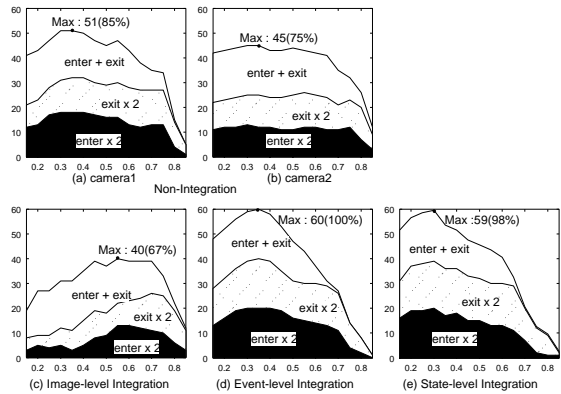 60
50
40
30
20
10
0
Max : 51(85%)
enter + exit
exit x 2
enter x 2
0.2 0.3 0.4 0.5 0.6 0.7 0.8
(a) camera1
60
50
40
30
20
10
0
Max : 45(75%)
enter + exit
exit x 2
enter x 2
0.2 0.3 0.4 0.5 0.6 0.7 0.8
(b) camera2
Non-Integration
60
50
40
30
20
10
0
Max : 40(67%)
enter + exit
exit x 2
enter x 2
0.2 0.3 0.4 0.5 0.6 0.7 0.8
(c) Image-level Integration
60
50
40
30
20
10
0
Max : 60(100%)
enter + exit
exit x 2
enter x 2
0.2 0.3 0.4 0.5 0.6 0.7 0.8
(d) Event-level Integration
60
50
40
30
20
10
0
Max :59(98%)
enter + exit
exit x 2
enter x 2
0.2 0.3 0.4 0.5 0.6 0.7 0.8
(e) State-level Integration